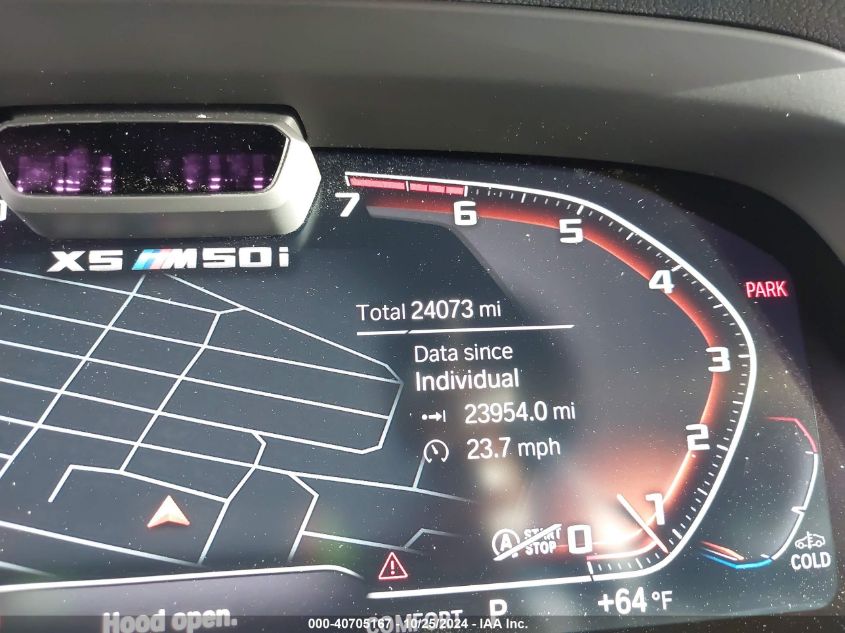 X5 M50i
7
6
5
4
3
2
1
0
PARK
Total 24073 mi
Data since
Individual
23954.0 mi
23.7 mph
A START
STOP
COLD
Hood open.
COMFORT P
+64 °F
000-40705167 - 10/25/2024 - IAA Inc.